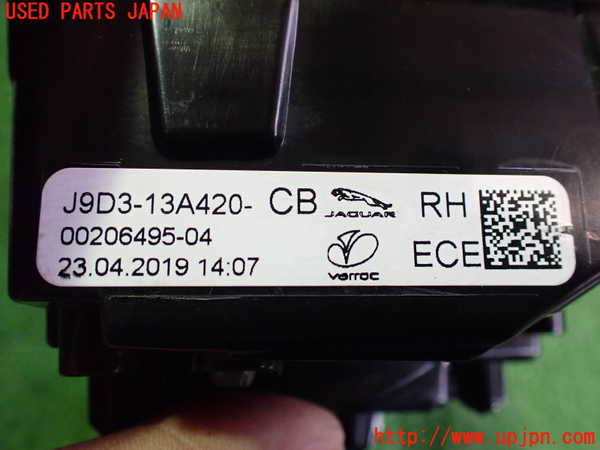 USED PARTS JAPAN
J9D3-13A420- CB JAGUAR RH
00206495-04
23.04.2019 14:07 varroc ECE
http://www.upjpn.com/